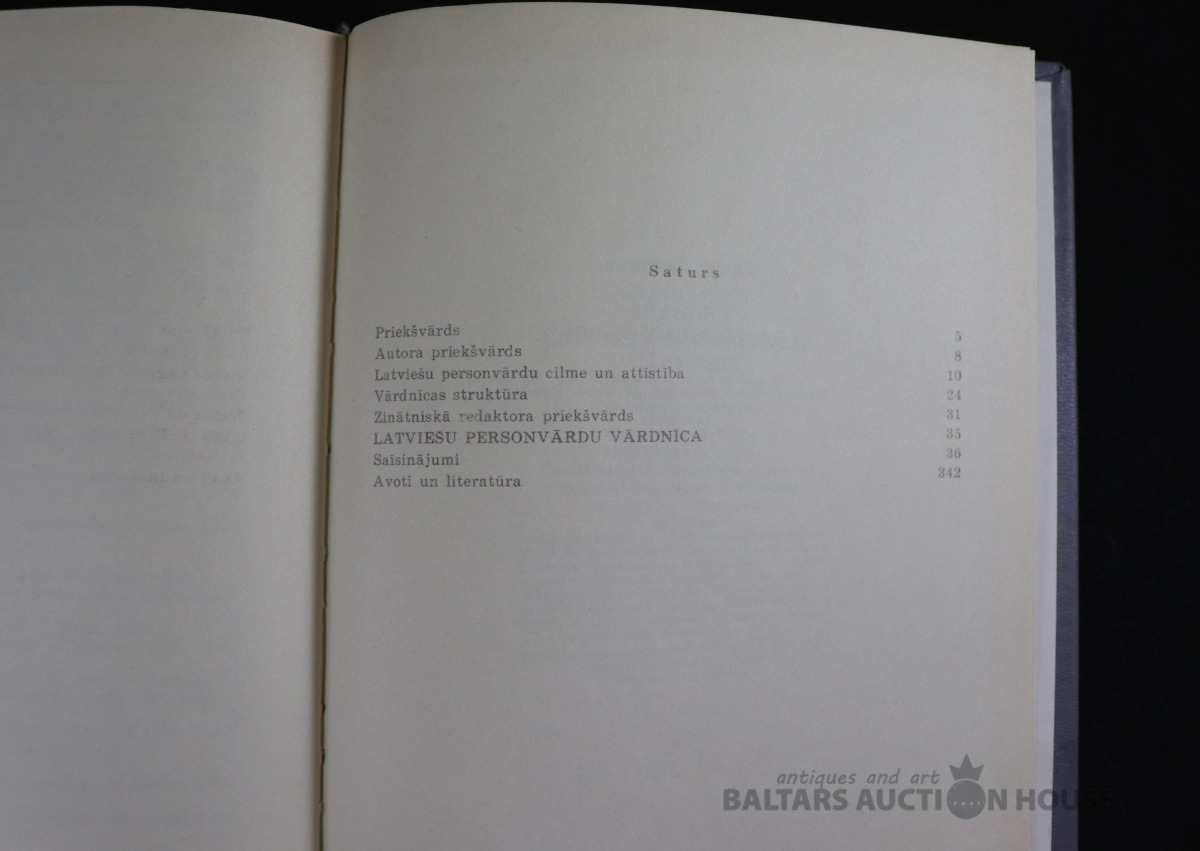 Saturs
Priekšvārds 5
Autora priekšvārds 8
Latviešu personvārdu cilme un attīstība 10
Vārdnīcas struktūra 24
Zinātniskā redaktora priekšvārds 31
LATVIEŠU PERSONVĀRDU VĀRDNĪCA 35
Saīsinājumi 36
Avoti un literatūra 342
antiques and art
BALTARS AUCTION HOUSE